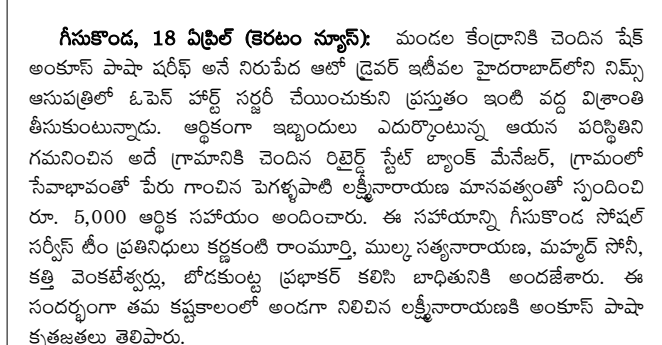 గీసుకొండ, 18 ఏప్రిల్ (కెరటం న్యూస్): మండల కేంద్రానికి చెందిన షేక్
అంకూస్ పాషా షరీఫ్ అనే నిరుపేద ఆటో డ్రైవర్ ఇటీవల హైదరాబాద్‌లోని నిమ్స్
ఆసుపత్రిలో ఓపెన్ హార్ట్ సర్జరీ చేయించుకుని ప్రస్తుతం ఇంటి వద్ద విశ్రాంతి
తీసుకుంటున్నాడు. ఆర్థికంగా ఇబ్బందులు ఎదుర్కొంటున్న ఆయన పరిస్థితిని
గమనించిన అదే గ్రామానికి చెందిన రిటైర్డ్ స్టేట్ బ్యాంక్ మేనేజర్, గ్రామంలో
సేవాభావంతో పేరు గాంచిన పెగళ్ళపాటి లక్ష్మీనారాయణ మానవత్వంతో స్పందించి
రూ. 5,000 ఆర్థిక సహాయం అందించారు. ఈ సహాయాన్ని గీసుకొండ సోషల్
సర్వీస్ టీం ప్రతినిధులు కర్ణకంటి రాంమూర్తి, ముల్క సత్యనారాయణ, మహ్మద్ సోనీ,
కత్తి వెంకటేశ్వర్లు, బోడకుంట్ల ప్రభాకర్ కలిసి బాధితునికి అందజేశారు. ఈ
సందర్భంగా తమ కష్టకాలంలో అండగా నిలిచిన లక్ష్మీనారాయణకి అంకూస్ పాషా
కృతజ్ఞతలు తెలిపారు.